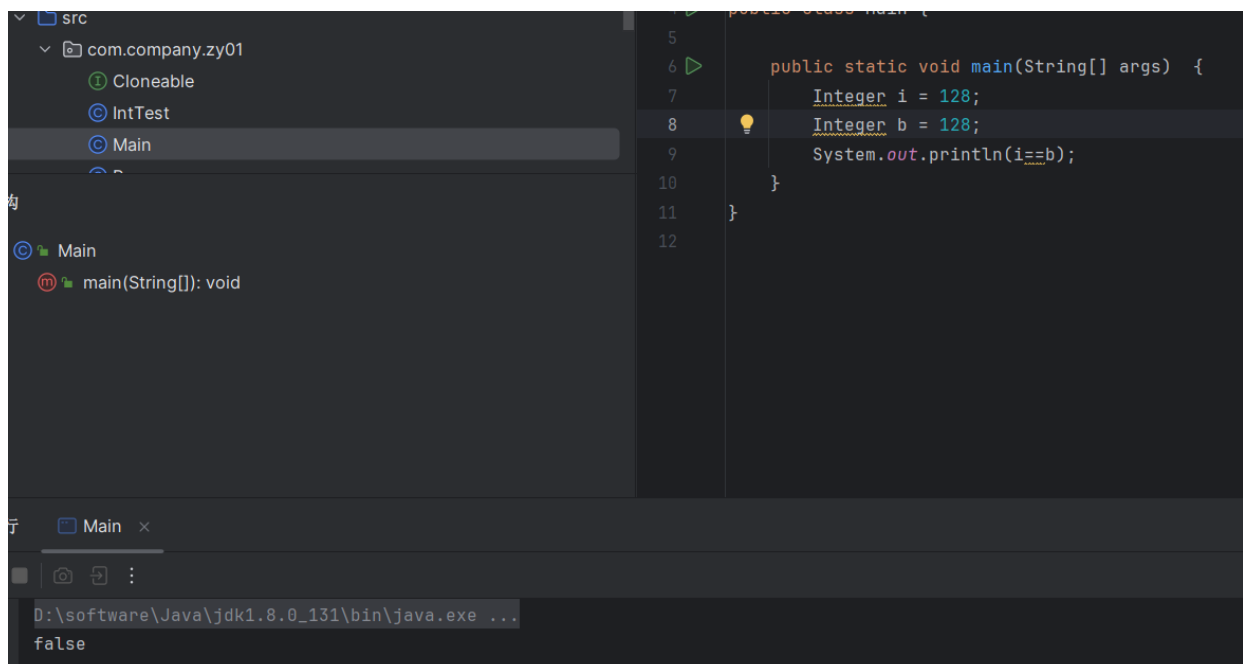 src
com.company.zy01
Cloneable
IntTest
Main
构
Main
main(String[]): void
5
6 public static void main(String[] args) {
7 Integer i = 128;
8 Integer b = 128;
9 System.out.println(i==b);
10 }
11 }
12
行 Main
D:\software\Java\jdk1.8.0_131\bin\java.exe ...
false